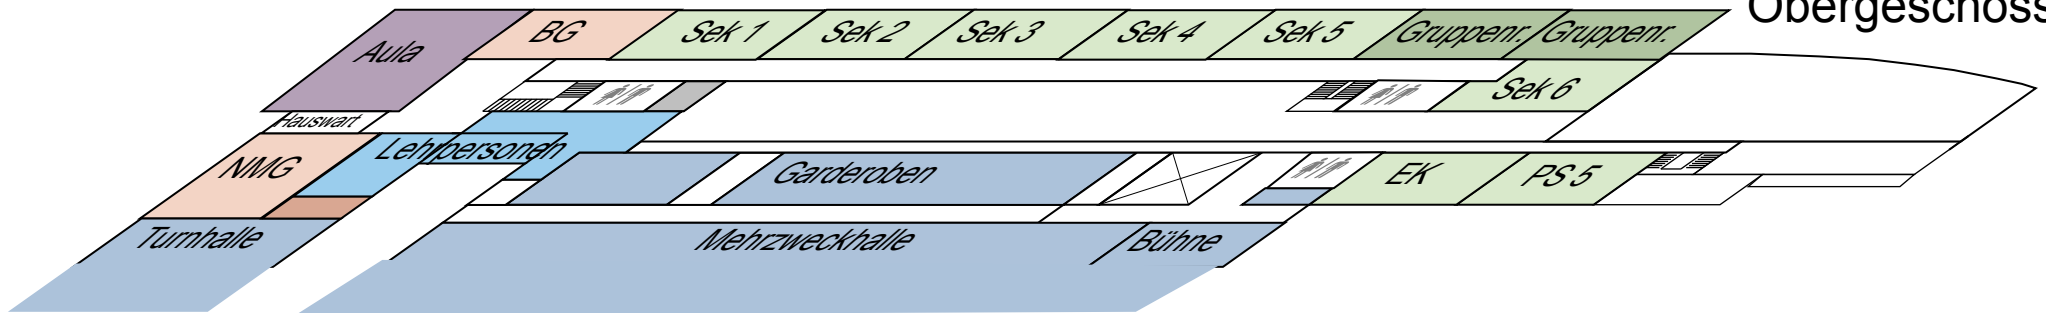 Obergeschoss
Aula
BG
Sek 1
Sek 2
Sek 3
Sek 4
Sek 5
Gruppenr.
Gruppenr.
Sek 6
Hauswart
NMG
Lehrpersonen
Garderoben
EK
PS 5
Turnhalle
Mehrzweckhalle
Bühne